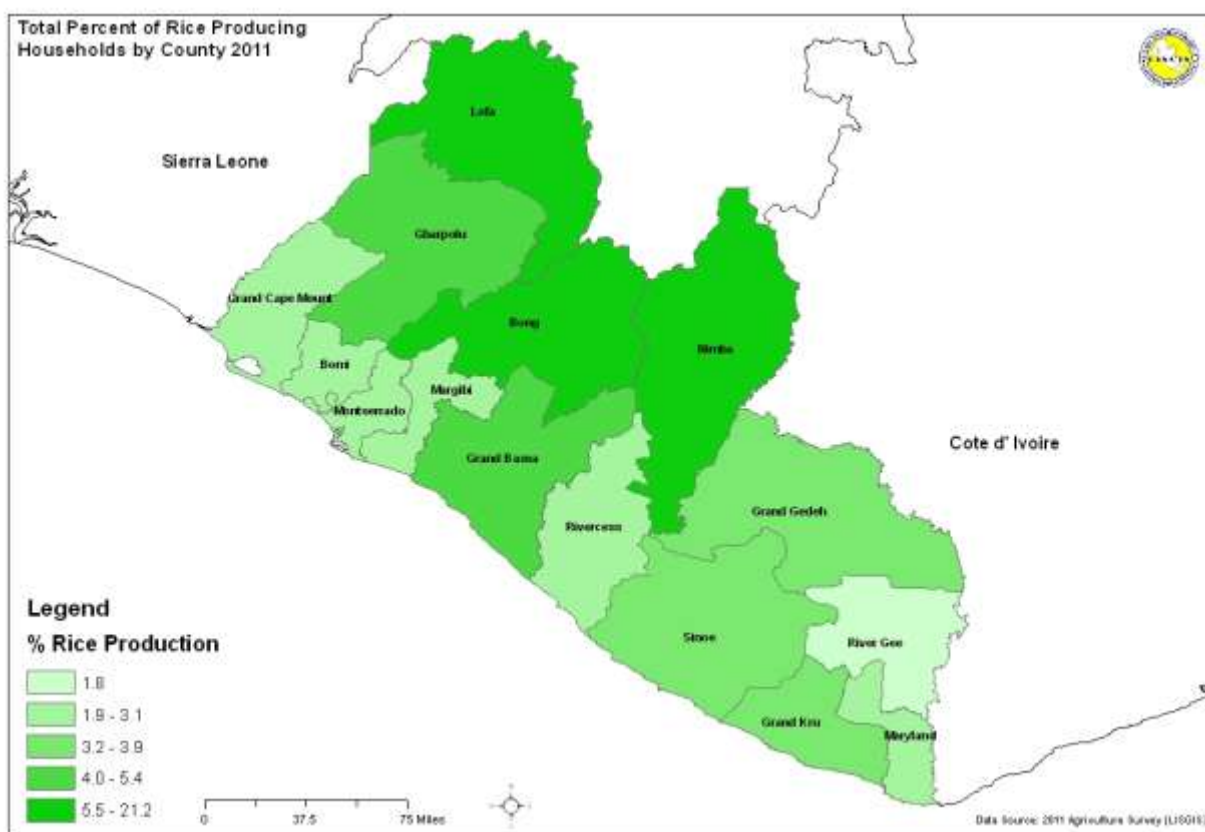 Total Percent of Rice Producing
Households by County 2011
Lofa
Sierra Leone
Gbarpolu
Grand Cape Mount
Bong
Nimba
Bomi
Margibi
Montserrado
Cote d' Ivoire
Grand Bassa
Grand Gedeh
Rivercess
Legend
% Rice Production
Sinoe
River Gee
1.8
1.9 - 3.1
Grand Kru
Maryland
3.2 - 3.9
4.0 - 5.4
5.5 - 21.2
0 37.5 75 Miles
Data Source: 2011 Agriculture Survey (LISGIS)